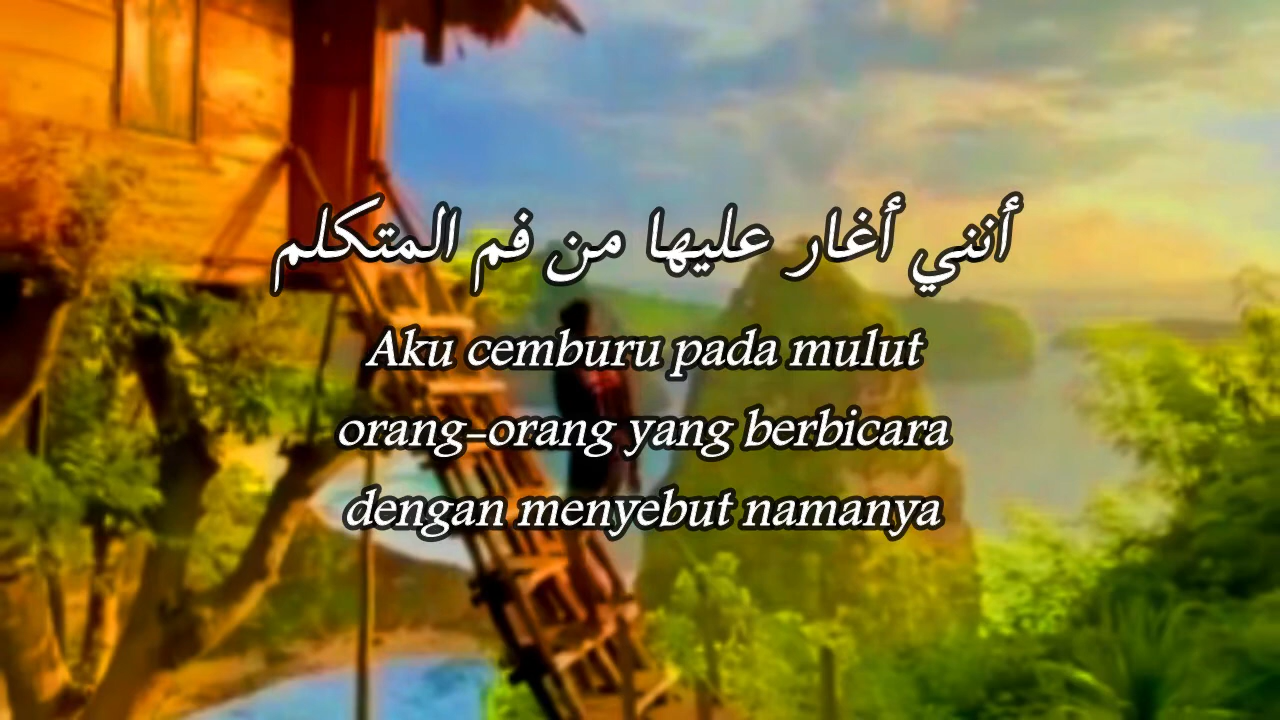 أنني أغار عليها من فم المتكلم
Aku cemburu pada mulut
orang-orang yang berbicara
dengan menyebut namanya